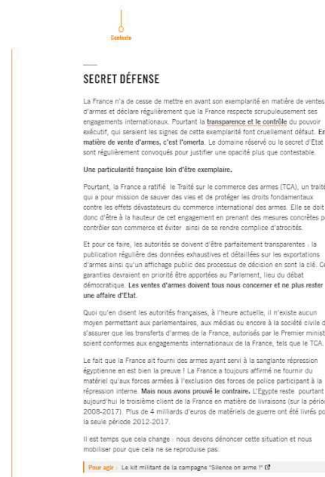 Contexte
SECRET DÉFENSE
La France n'a de cesse de mettre en avant son exemplarité en matière de ventes
d'armes et déclare régulièrement que la France respecte scrupuleusement ses
engagements internationaux. Pourtant la transparence et le contrôle du pouvoir
exécutif, qui seraient les signes de cette exemplarité font cruellement défaut. En
matière de vente d'armes, c'est l'omerta. Le domaine réservé ou le secret d'Etat
sont régulièrement convoqués pour justifier une opacité plus que contestable.
Une particularité française loin d'être exemplaire.
Pourtant, la France a ratifié le Traité sur le commerce des armes (TCA), un traité
qui a pour mission de sauver des vies et de protéger les droits fondamentaux
contre les effets dévastateurs du commerce international des armes. Elle se doit
donc d'être à la hauteur de cet engagement en prenant des mesures concrètes p
contrôler son commerce et éviter ainsi de se rendre complice d'atrocités.
Et pour ce faire, les autorités se doivent d'être parfaitement transparentes : la
publication régulière des données exhaustives et détaillées sur les exportations
d'armes ainsi qu'un affichage public des processus de décision en sont la clé. Ce
garanties devraient en priorité être apportées au Parlement, lieu du débat
démocratique. Les ventes d'armes doivent tous nous concerner et ne plus rester
une affaire d'Etat.
Quoi qu'en disent les autorités françaises, à l'heure actuelle, il n'existe aucun
moyen permettant aux parlementaires, aux médias ou encore à la société civile d
s'assurer que les transferts d'armes de la France, autorisés par le Premier minist
soient conformes aux engagements internationaux de la France, tels que le TCA.
Le fait que la France ait fourni des armes ayant servi à la sanglante répression
égyptienne en est bien la preuve ! La France a toujours affirmé ne fournir du
matériel qu'aux forces armées à l'exclusion des forces de police participant à la
répression interne. Mais nous avons prouvé le contraire. L'Egypte reste pourtant
aujourd'hui le troisième client de la France en matière de livraisons (sur la pério
2008-2017). Plus de 4 milliards d'euros de matériels de guerre ont été livrés po
la seule période 2012-2017.
Il est temps que cela change : nous devons dénoncer cette situation et nous
mobiliser pour que cela ne se reproduise pas.
Pour agir : Le kit militant de la campagne "Silence on arme !"